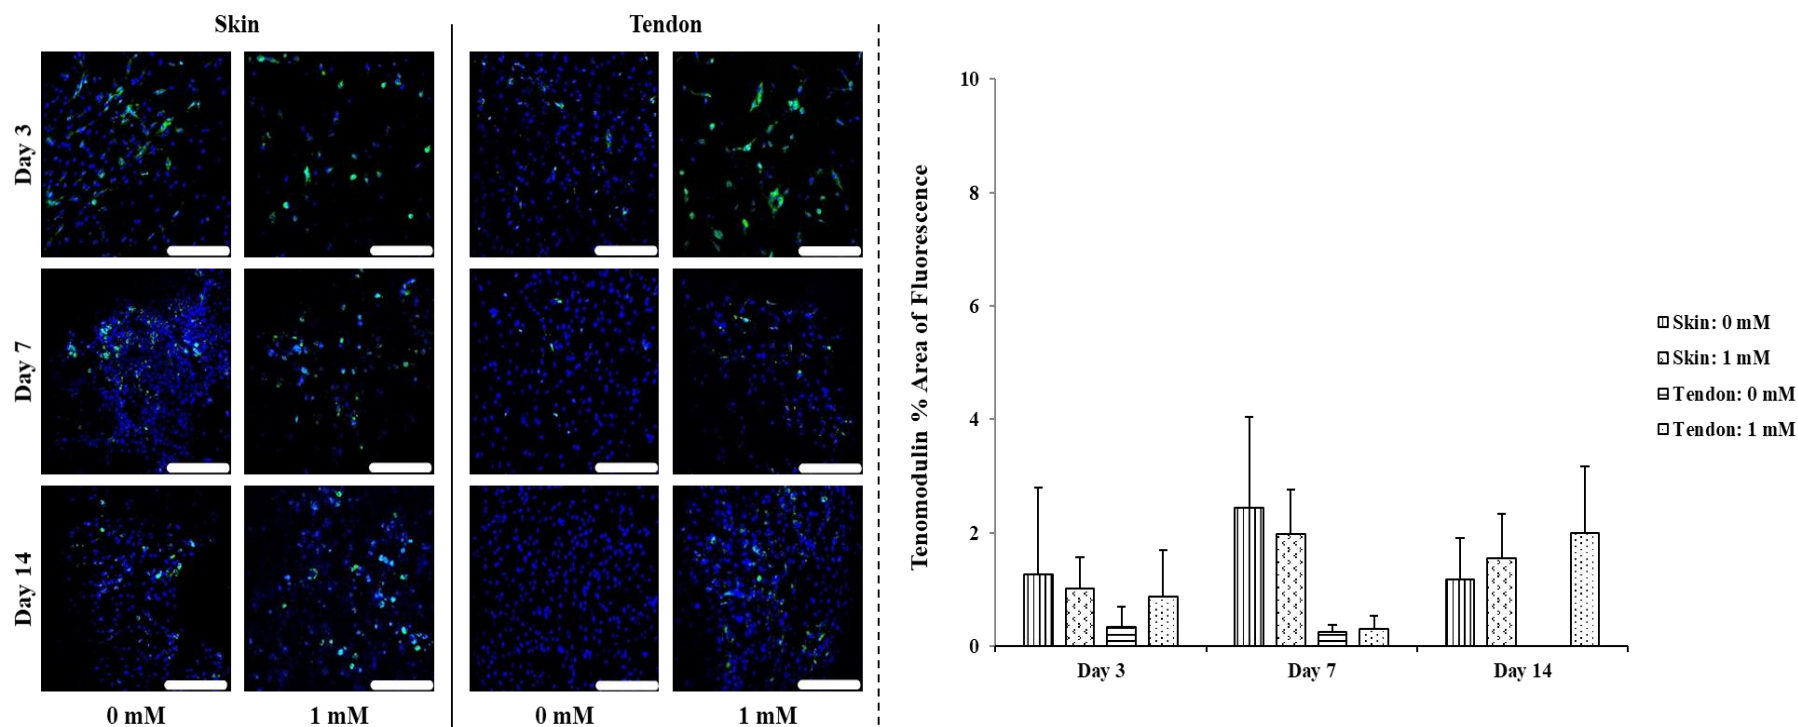 Skin
Tendon
Day 3
Day 7
Day 14
0 mM
1 mM
0 mM
1 mM
Tenomodulin % Area of Fluorescence
10
8
6
4
2
0
Day 3
Day 7
Day 14
Skin: 0 mM
Skin: 1 mM
Tendon: 0 mM
Tendon: 1 mM